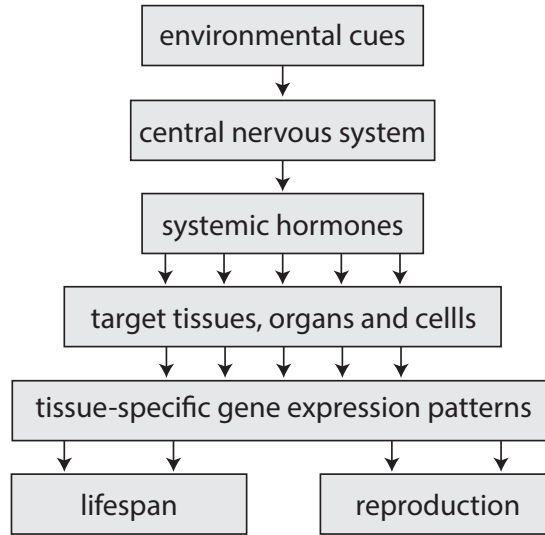 environmental cues
central nervous system
systemic hormones
target tissues, organs and cellls
tissue-specific gene expression patterns
lifespan
reproduction